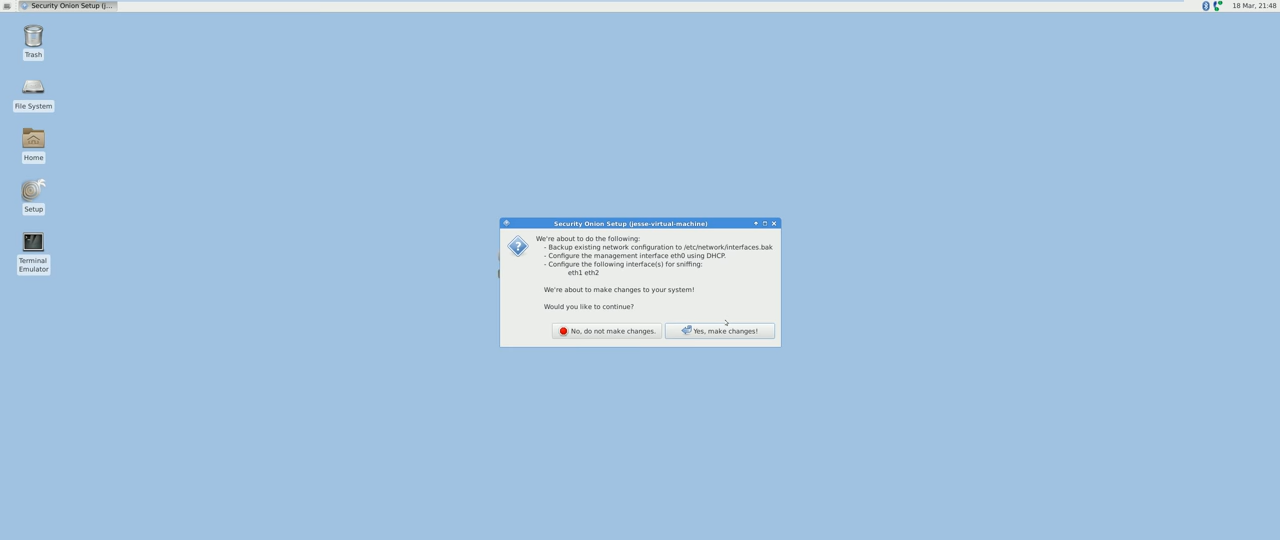 Security Onion Setup (j...
18 Mar, 21:48
Trash
File System
Home
Setup
Terminal
Emulator
Security Onion Setup (jesse-virtual-machine)
We're about to do the following:
- Backup existing network configuration to /etc/network/interfaces.bak
- Configure the management interface eth0 using DHCP.
- Configure the following interface(s) for sniffing:
eth1 eth2
We're about to make changes to your system!
Would you like to continue?
No, do not make changes.
Yes, make changes!